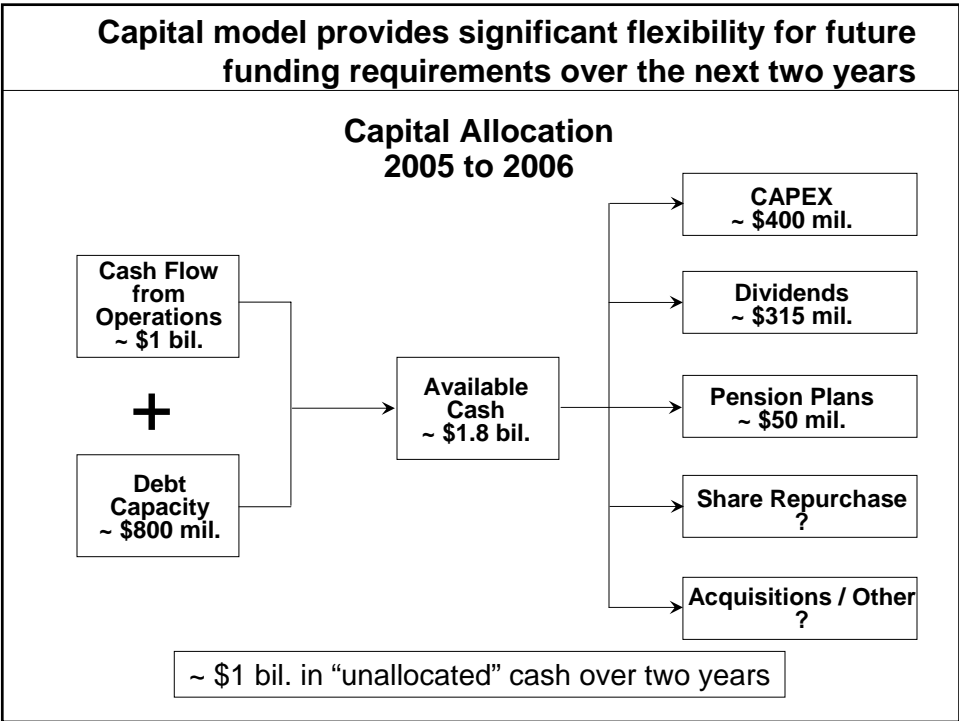 Capital model provides significant flexibility for future
funding requirements over the next two years
Capital Allocation
2005 to 2006
Cash Flow
from
Operations
~ $1 bil.
+
Debt
Capacity
~ $800 mil.
Available
Cash
~ $1.8 bil.
CAPEX
~ $400 mil.
Dividends
~ $315 mil.
Pension Plans
~ $50 mil.
Share Repurchase
?
Acquisitions / Other
?
~ $1 bil. in “unallocated” cash over two years